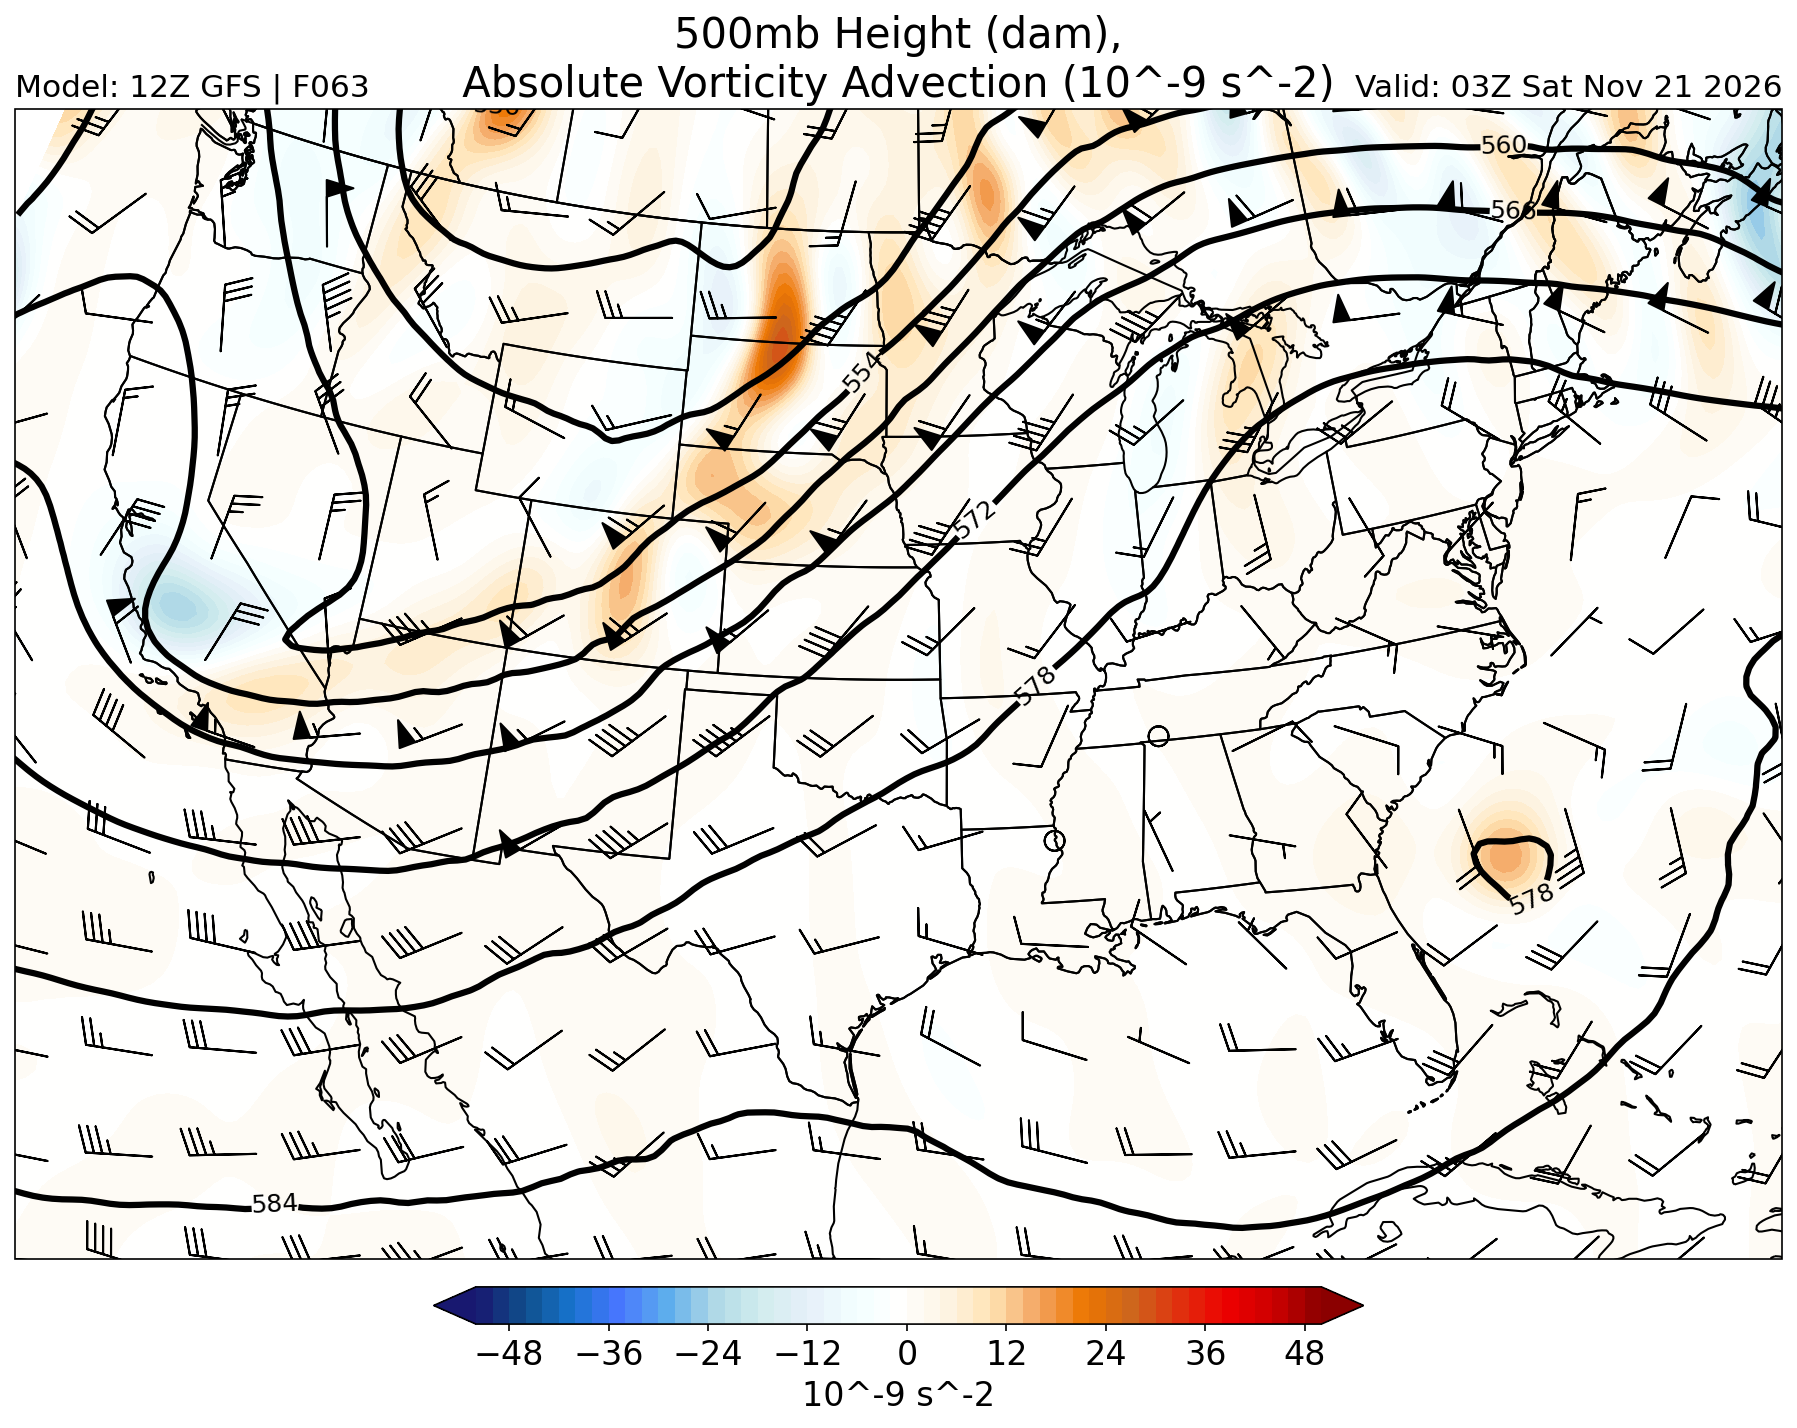 500mb Height (dam),
Absolute Vorticity Advection (10^-9 s^-2)
Model: 12Z GFS | F063
Valid: 03Z Sat Nov 21 2026
560
566
554
572
578
578
584
−48 −36 −24 −12 0 12 24 36 48
10^-9 s^-2